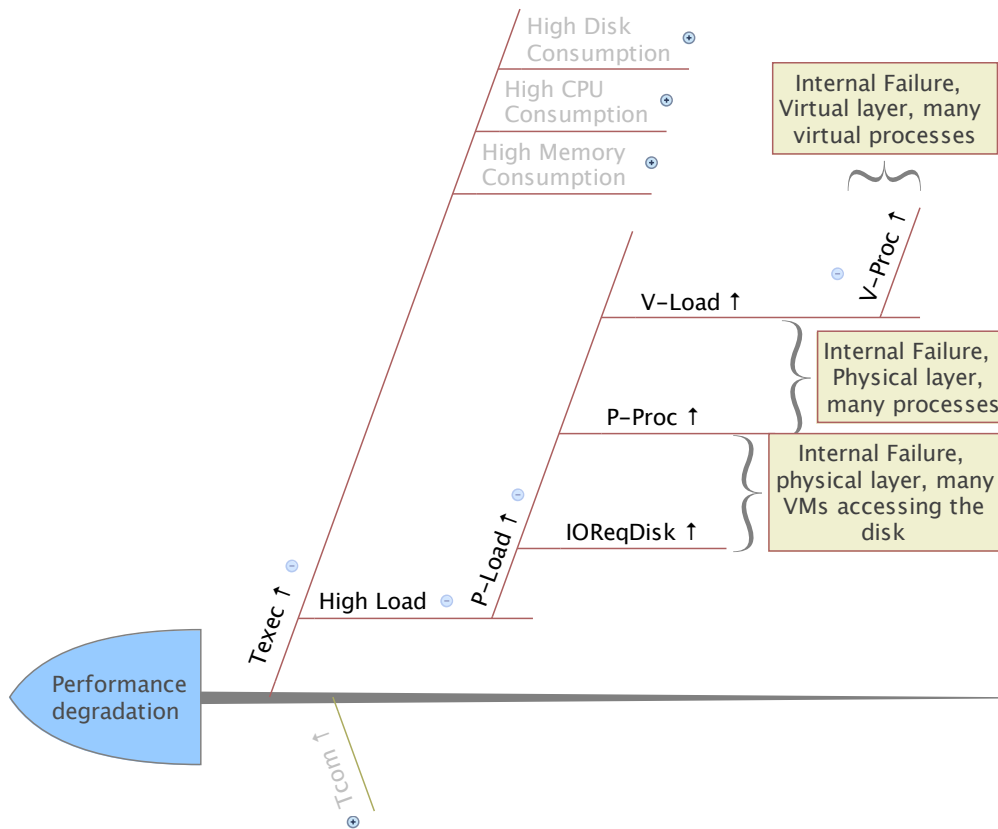 High Disk
Consumption
High CPU
Consumption
High Memory
Consumption
Internal Failure,
Virtual layer, many
virtual processes
V–Proc ↑
V–Load ↑
Internal Failure,
Physical layer,
many processes
P–Proc ↑
Internal Failure,
physical layer, many
VMs accessing the
disk
IOReqDisk ↑
P–Load ↑
High Load
Texec ↑
Performance
degradation
Tcom ↑